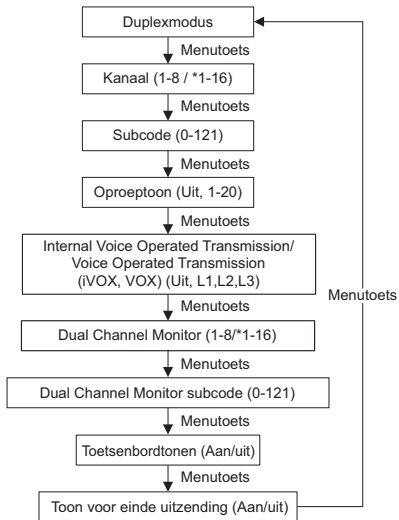 Duplexmodus
Menutoets
Kanaal (1-8 / *1-16)
Menutoets
Subcode (0-121)
Menutoets
Oproeptoon (Uit, 1-20)
Menutoets
Internal Voice Operated Transmission/
Voice Operated Transmission
(iVOX, VOX) (Uit, L1,L2,L3)
Menutoets
Menutoets
Dual Channel Monitor (1-8/*1-16)
Menutoets
Dual Channel Monitor subcode (0-121)
Menutoets
Toetsenbordtonen (Aan/uit)
Menutoets
Toon voor einde uitzending (Aan/uit)